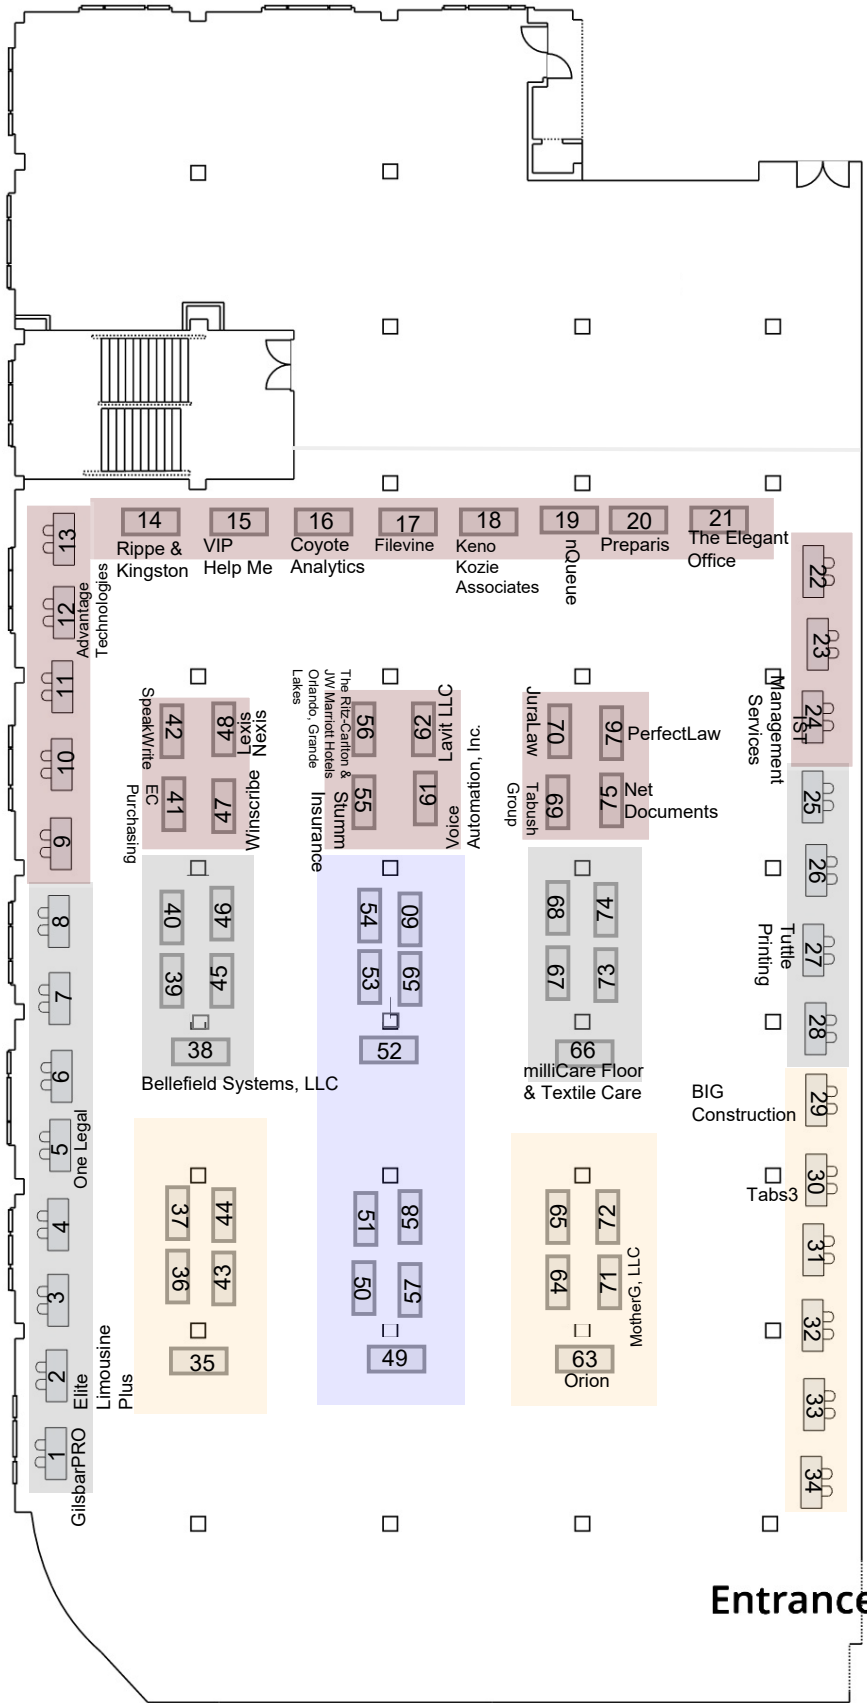 14
15
16
17
18
19
20
21
Rippe &
Kingston
VIP
Help Me
Coyote
Analytics
Filevine
Keno
Kozie
Associates
nQueue
Preparis
The Elegant
Office
13
12
Advantage
Technologies
11
10
9
8
7
6
5
One Legal
4
3
2
Elite
Limousine
Plus
1
GilsbarPRO
42
SpeakWrite
48
Lexis
Nexis
41
EC
Purchasing
47
Winscribe
40
46
39
45
38
Bellefield Systems, LLC
37
44
36
43
35
56
The Ritz-Carlton &
JW Marriott Hotels
Orlando, Grande
Lakes
62
Lavit LLC
55
Stumm
Insurance
61
Voice
Automation, Inc.
54
60
53
59
52
51
58
50
57
49
70
JuraLaw
76
PerfectLaw
69
Tabush
Group
75
Net
Documents
68
74
67
73
66
milliCare Floor
& Textile Care
65
72
64
71
MotherG, LLC
63
Orion
22
23
24
IST
Management
Services
25
26
27
Tuttle
Printing
28
29
BIG
Construction
30
Tabs3
31
32
33
34
Entrance